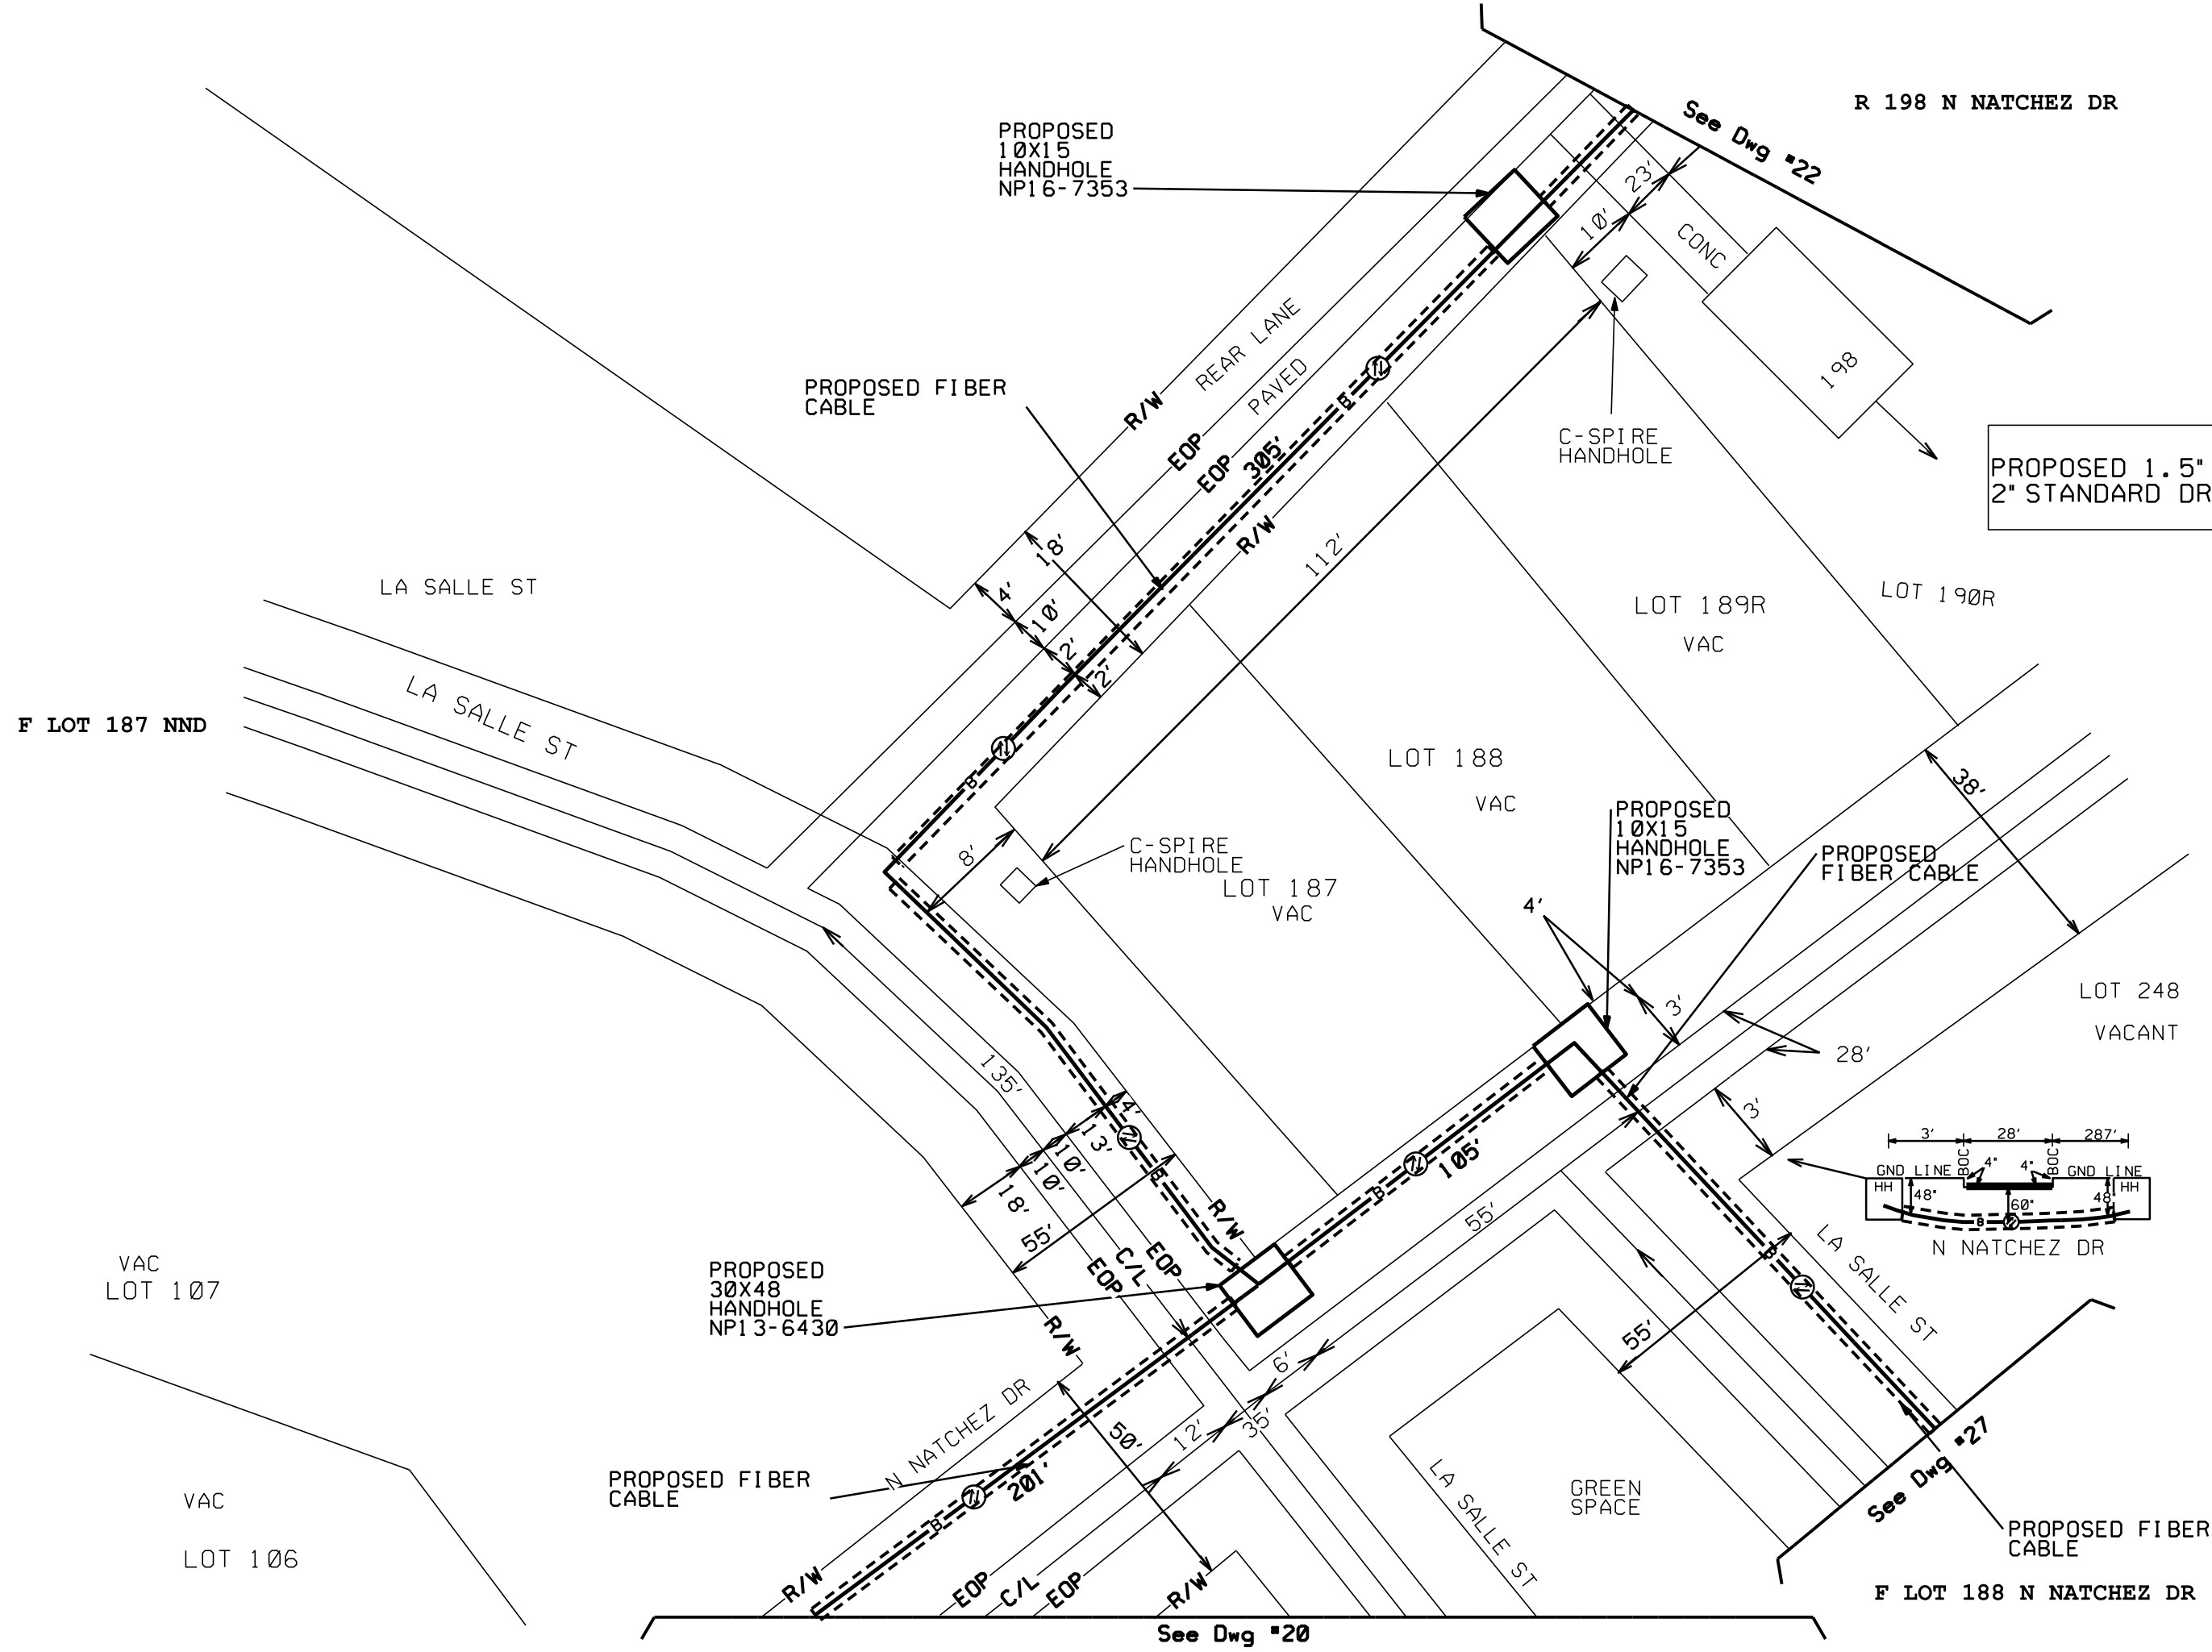 R 198 N NATCHEZ DR
See Dwg #22
PROPOSED
10X15
HANDHOLE
NP16-7353
23'
10'
CONC
198
REAR LANE
PAVED
R/W
EOP
EOP
305'
R/W
PROPOSED FIBER
CABLE
B
C-SPIRE
HANDHOLE
PROPOSED 1.5"
2" STANDARD DR
112'
18'
4'
10'
2'
2'
LA SALLE ST
LA SALLE ST
F LOT 187 NND
LOT 189R
VAC
LOT 190R
LOT 188
VAC
38'
B
8'
C-SPIRE
HANDHOLE
LOT 187
VAC
PROPOSED
10X15
HANDHOLE
NP16-7353
PROPOSED
FIBER CABLE
4'
3'
28'
LOT 248
VACANT
3'
135'
4'
13'
10'
10'
18'
55'
B
R/W
EOP
C/L
EOP
R/W
105'
B
55'
3' 28' 287'
GND LINE BOC 4" 4" BOC GND LINE
HH 48" 60" 48" HH
B
N NATCHEZ DR
LA SALLE ST
B
55'
VAC
LOT 107
PROPOSED
30X48
HANDHOLE
NP13-6430
6'
35'
12'
50'
N NATCHEZ DR
PROPOSED FIBER
CABLE
201'
B
LA SALLE ST
GREEN
SPACE
See Dwg #27
PROPOSED FIBER
CABLE
VAC
LOT 106
R/W
EOP
C/L
EOP
R/W
F LOT 188 N NATCHEZ DR
See Dwg #20